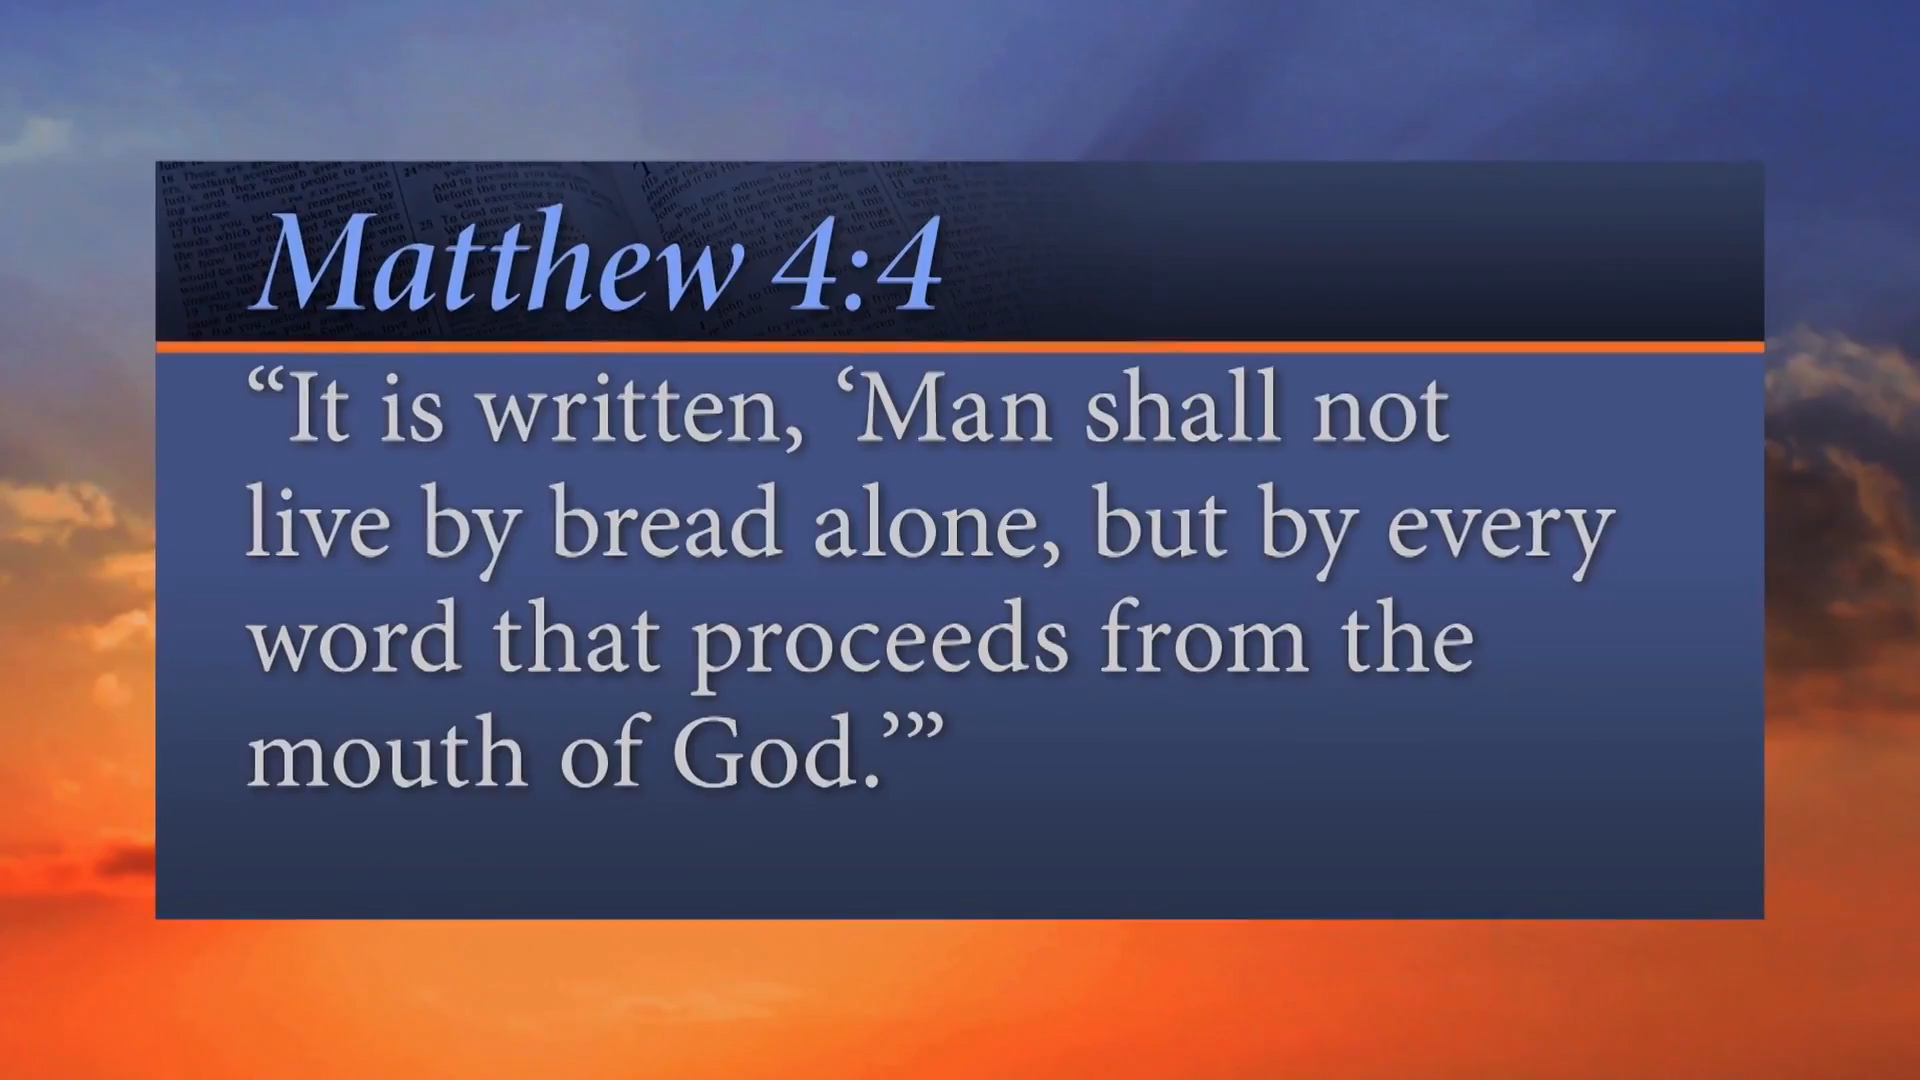 Matthew 4:4
“It is written, ‘Man shall not
live by bread alone, but by every
word that proceeds from the
mouth of God.’”